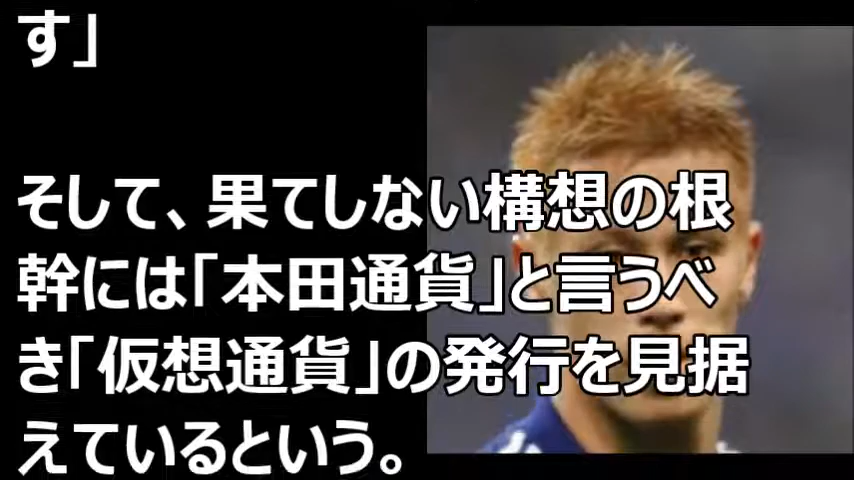 す」
そして、果てしない構想の根
幹には「本田通貨」と言うべ
き「仮想通貨」の発行を見据
えているという。